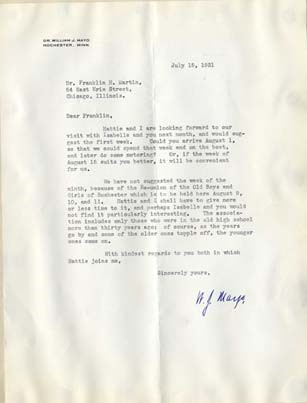 DR. WILLIAM J. MAYO
ROCHESTER, MINN.
July 15, 1931
Dr. Franklin H. Martin,
54 East Erie Street,
Chicago, Illinois.
Dear Franklin,
Hattie and I are looking forward to our
visit with Isabelle and you next month, and would sug-
gest the first week. Could you arrive August 1,
so that we could spend that week end on the boat,
and later do some motoring? Or, if the week of
August 16 suits you better, it will be convenient
for us.
We have not suggested the week of the
ninth, because of the Re-union of the Old Boys and
Girls of Rochester which is to be held here August 9,
10, and 11. Hattie and I shall have to give more
or less time to it, and perhaps Isabelle and you would
not find it particularly interesting. The associa-
tion includes only those who were in the old high school
more than thirty years ago; of course, as the years
go by and some of the older ones topple off, the younger
ones come on.
With kindest regards to you both in which
Hattie joins me,
Sincerely yours,
W. J. Mayo